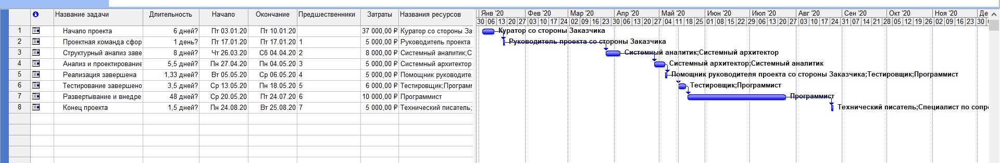 Название задачи Длительность Начало Окончание Предшественники Затраты Названия ресурсов
Янв '20 Фев '20 Мар '20 Апр '20 Май '20 Июн '20 Июл '20 Авг '20 Сен '20 Окт '20 Ноя '20 Де
30 06 13 20 27 03 10 17 24 02 09 16 23 30 06 13 20 27 04 11 18 25 01 08 15 22 29 06 13 20 27 03 10 17 24 31 07 14 21 28 05 12 19 26 02 09 16 23 30 0
1 Начало проекта 6 дней? Пт 03.01.20 Пт 10.01.20 37 000,00 ₽ Куратор со стороны За Куратор со стороны Заказчика
2 Проектная команда сфор 1 день? Пт 17.01.20 Пт 17.01.20 1 5 000,00 ₽ Руководитель проекта Руководитель проекта со стороны Заказчика
3 Структурный анализ заве 8 дней? Чт 26.03.20 Сб 04.04.20 2 8 000,00 ₽ Системный аналитик;С Системный аналитик;Системный архитектор
4 Анализ и проектирование 5,5 дней? Пн 27.04.20 Пн 04.05.20 3 5 000,00 ₽ Системный архитектор Системный архитектор;Системный аналитик
5 Реализация завершена 1,33 дней? Вт 05.05.20 Ср 06.05.20 4 5 000,00 ₽ Помощник руководите. Помощник руководителя проекта со стороны Заказчика;Тестировщик;Программист
6 Тестирование завершено 3,5 дней? Ср 13.05.20 Пн 18.05.20 5 6 000,00 ₽ Тестировщик;Програм Тестировщик;Программист
7 Развертывание и внедре 48 дней? Ср 20.05.20 Пт 24.07.20 6 10 000,00 ₽ Программист Программист
8 Конец проекта 1,5 дней? Пн 24.08.20 Вт 25.08.20 7 5 000,00 ₽ Технический писатель; Технический писатель;Специалист по сопро